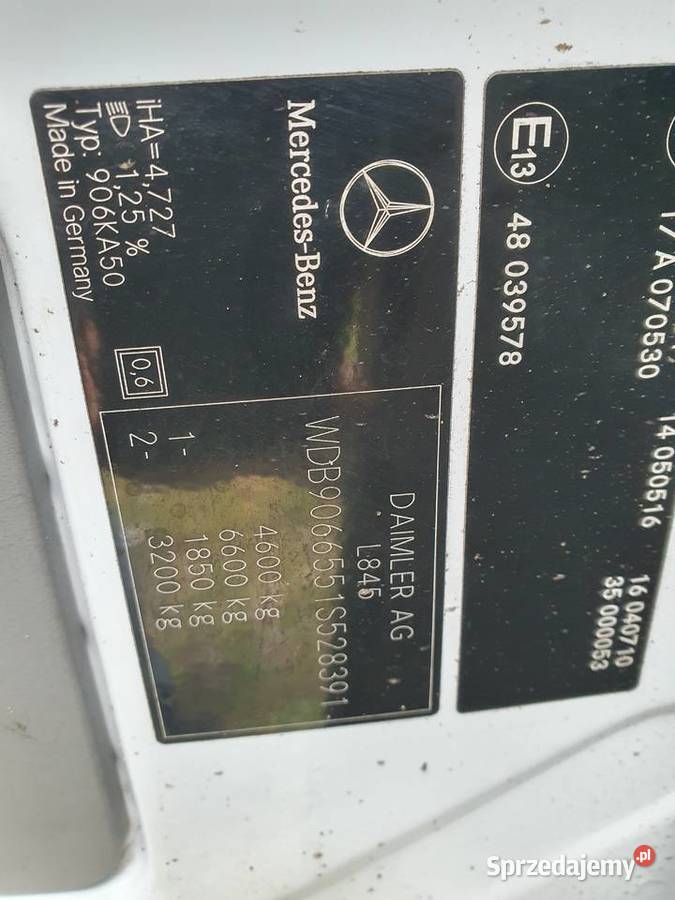 Mercedes-Benz
iHA=4,727
1,25 %
Typ: 906KA50
Made in Germany
0,6
DAIMLER AG
L845
WDB9066551S528391
4600 kg
6600 kg
1- 1850 kg
2- 3200 kg
17A 070530
14 050516
16 040710
35 000053
E13
48 039578
Sprzedajemy.pl